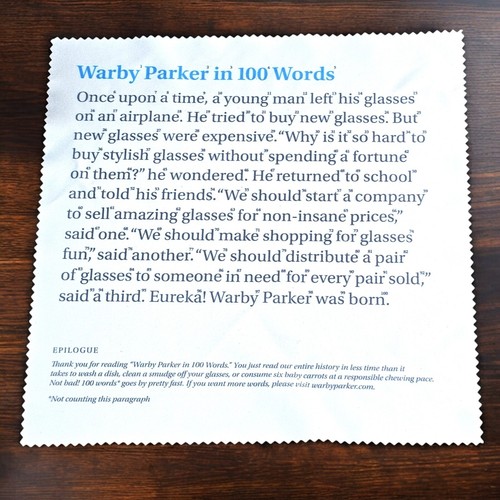 Warby Parker in 100 Words
Once upon a time, a young man left his glasses
on an airplane. He tried to buy new glasses. But
new glasses were expensive. “Why is it so hard to
buy stylish glasses without spending a fortune
on them?” he wondered. He returned to school
and told his friends. “We should start a company
to sell amazing glasses for non-insane prices,”
said one. “We should make shopping for glasses
fun,” said another. “We should distribute a pair
of glasses to someone in need for every pair sold,”
said a third. Eureka! Warby Parker was born.
EPILOGUE
Thank you for reading “Warby Parker in 100 Words.” You just read our entire history in less time than it
takes to wash a dish, clean a smudge off your glasses, or consume six baby carrots at a responsible chewing pace.
Not bad! 100 words* goes by pretty fast. If you want more words, please visit warbyparker.com.
*Not counting this paragraph